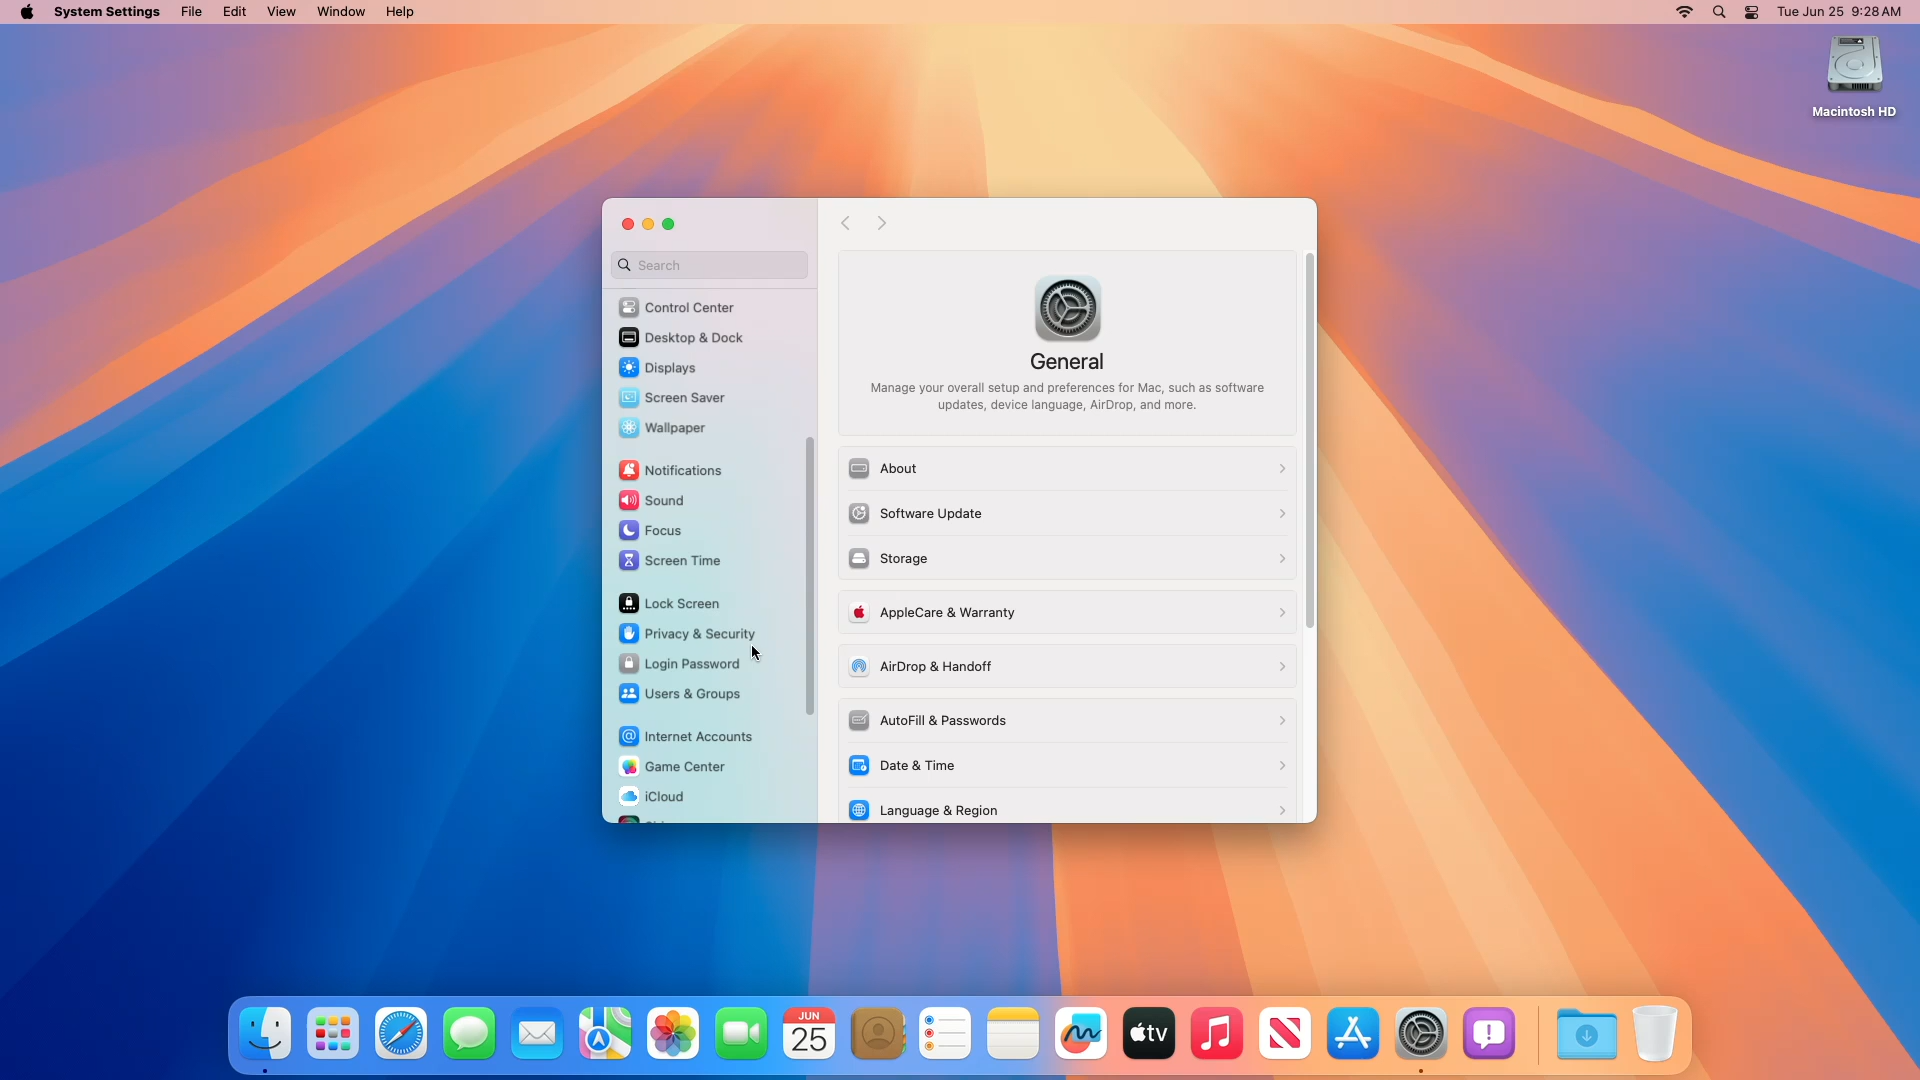 System Settings File Edit View Window Help Tue Jun 25 9:28 AM
Macintosh HD
Search
Control Center
Desktop & Dock
Displays
Screen Saver
Wallpaper
Notifications
Sound
Focus
Screen Time
Lock Screen
Privacy & Security
Login Password
Users & Groups
Internet Accounts
Game Center
iCloud
General
Manage your overall setup and preferences for Mac, such as software
updates, device language, AirDrop, and more.
About
Software Update
Storage
AppleCare & Warranty
AirDrop & Handoff
AutoFill & Passwords
Date & Time
Language & Region
JUN
25
tv